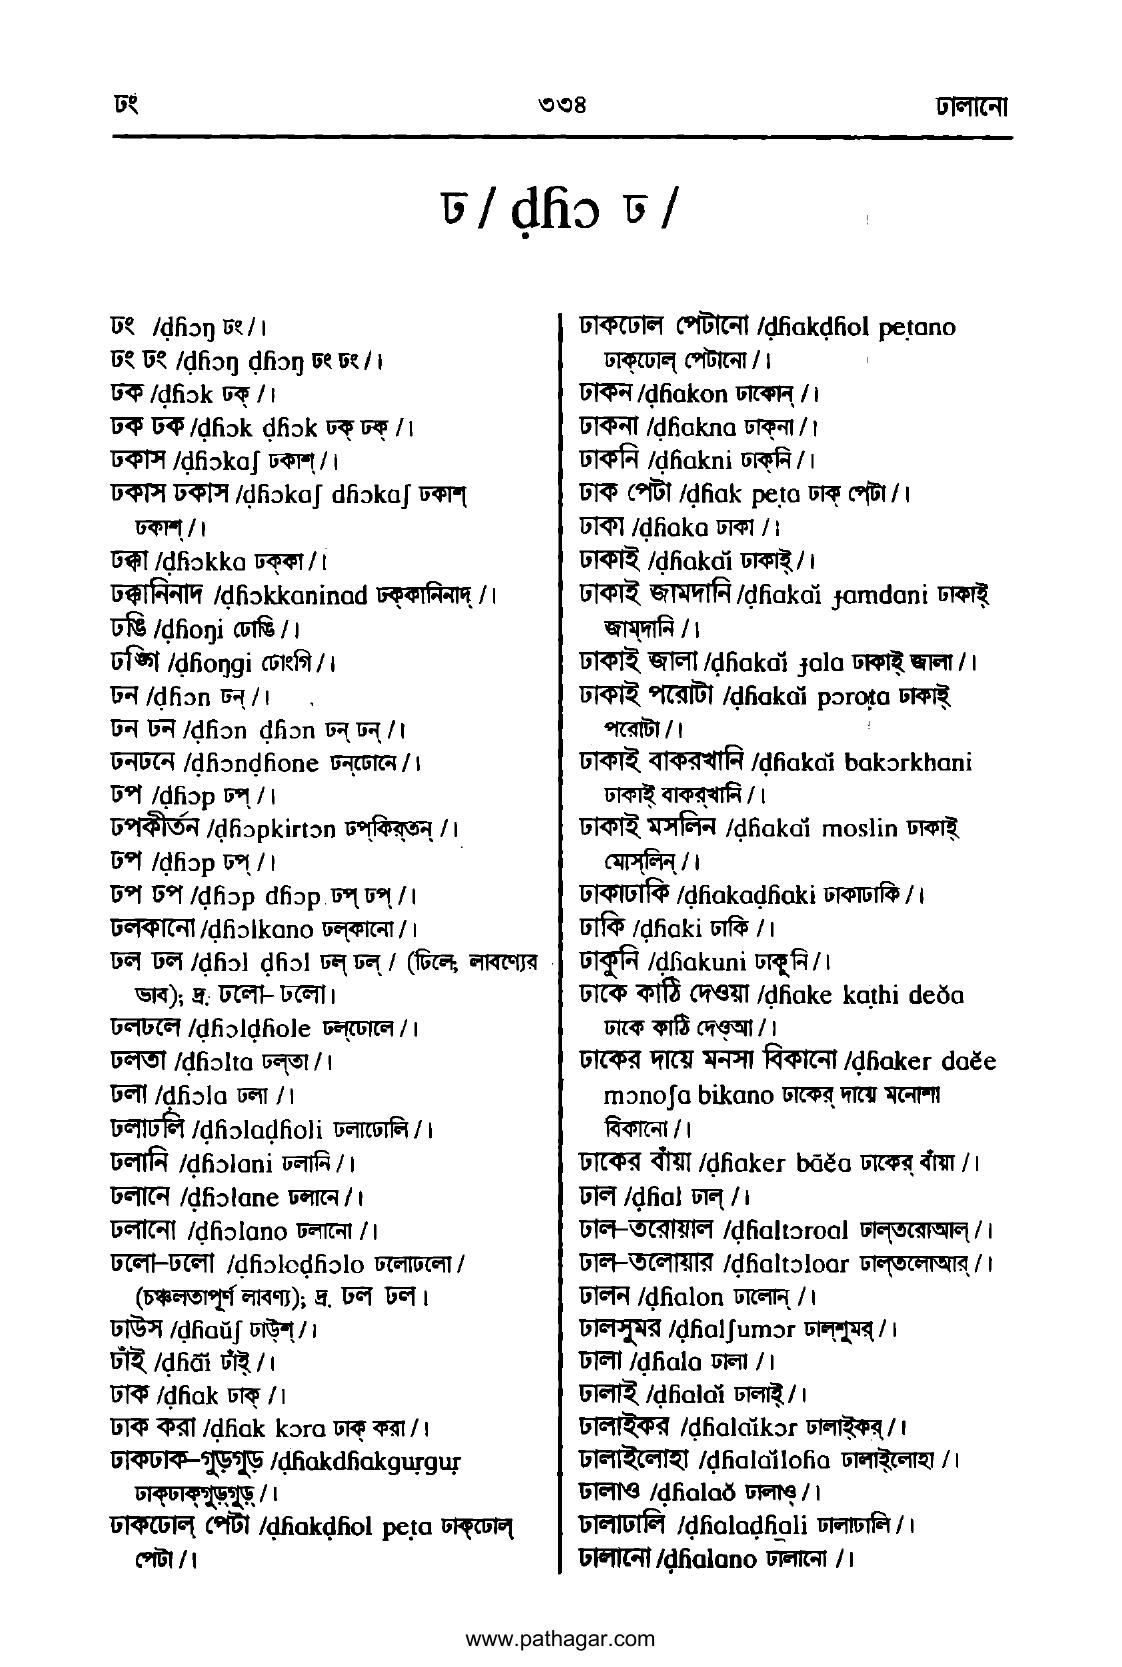 ঢং ৩৩৪ ঢালানো
ঢ / ḍɦɔ ঢ /
ঢং /ḍɦɔŋ ঢং/।
ঢং ঢং /ḍɦɔŋ ḍɦɔŋ ঢং ঢং/।
ঢক /ḍɦɔk ঢক্ /।
ঢক ঢক /ḍɦɔk ḍɦɔk ঢক্ ঢক্ /।
ঢকাস /ḍɦɔkaʃ ঢকাশ্/।
ঢকাস ঢকাস /ḍɦɔkaʃ dɦɔkaʃ ঢকাশ্
ঢকাশ্ /।
ঢক্কা /ḍɦɔkka ঢক্‌কা/।
ঢক্কানিনাদ /ḍɦɔkkaninad ঢক্‌কানিনাদ্ /।
ঢঙি /ḍɦoŋi ঢোঙি /।
ঢঙ্গি /ḍɦoŋgi ঢোংগি/।
ঢন /ḍɦɔn ঢন্ /।
ঢন ঢন /ḍɦɔn ḍɦɔn ঢন্ ঢন্ /।
ঢনঢনে /ḍɦɔnḍɦone ঢন্‌ঢোনে/।
ঢপ /ḍɦɔp ঢপ্ /।
ঢপকীর্তন /ḍɦɔpkirtɔn ঢপ্‌কির্‌তন্ /।
ঢপ /ḍɦɔp ঢপ্ /।
ঢপ ঢপ /ḍɦɔp dɦɔp ঢপ্ ঢপ্ /।
ঢলকানো /ḍɦɔlkano ঢল্‌কানো /।
ঢল ঢল /ḍɦɔl ḍɦɔl ঢল্ ঢল্ / (ঢিলে; লাবণ্যের
ভাব); দ্র. ঢলো–ঢলো।
ঢলঢলে /ḍɦɔlḍɦole ঢল্‌ঢোলে/।
ঢলতা /ḍɦɔlta ঢল্‌তা/।
ঢলা /ḍɦɔla ঢলা /।
ঢলাঢলি /ḍɦɔlaḍɦoli ঢলাঢোলি/।
ঢলানি /ḍɦɔlani ঢলানি/।
ঢলানে /ḍɦɔlane ঢলানে/।
ঢলানো /ḍɦɔlano ঢলানো /।
ঢলো–ঢলো /ḍɦɔloḍɦɔlo ঢলোঢলো/
(চঞ্চলতাপূর্ণ লাবণ্য); দ্র. ঢল ঢল।
ঢাউস /ḍɦaŭʃ ঢাউ্‌শ্/।
ঢাঁই /ḍɦãĭ ঢাঁই্ /।
ঢাক /ḍɦak ঢাক্ /।
ঢাক করা /ḍɦak kɔra ঢাক্ করা/।
ঢাকঢাক–গুড়গুড় /ḍɦakdɦakguṛguṛ
ঢাক্‌ঢাক্‌গুড়্‌গুড়্ /।
ঢাকঢোল্ পেটা /ḍɦakḍɦol peṭa ঢাক্‌ঢোল্
পেটা /।
ঢাকঢোল পেটানো /ḍɦakḍɦol peṭano
ঢাক্‌ঢোল্ পেটানো/।
ঢাকন /ḍɦakon ঢাকোন্ /।
ঢাকনা /ḍɦakna ঢাক্‌না/।
ঢাকনি /ḍɦakni ঢাক্‌নি/।
ঢাক পেটা /ḍɦak peṭa ঢাক্ পেটা/।
ঢাকা /ḍɦaka ঢাকা /।
ঢাকাই /ḍɦakaĭ ঢাকাই্/।
ঢাকাই জামদানি /ḍɦakaĭ ɟamdani ঢাকাই্
জাম্‌দানি /।
ঢাকাই জালা /ḍɦakaĭ ɟala ঢাকাই্ জালা /।
ঢাকাই পরোটা /ḍɦakaĭ pɔroṭa ঢাকাই্
পরোটা/।
ঢাকাই বাকরখানি /ḍɦakaĭ bakɔrkhani
ঢাকাই্ বাকর্‌খানি /।
ঢাকাই মসলিন /ḍɦakaĭ moslin ঢাকাই্
মোস্‌লিন্ /।
ঢাকাঢাকি /ḍɦakaḍɦaki ঢাকাঢাকি/।
ঢাকি /ḍɦaki ঢাকি /।
ঢাকুনি /ḍɦakuni ঢাকুনি/।
ঢাকে কাঠি দেওয়া /ḍɦake kaṭhi deŏa
ঢাকে কাঠি দেও্আ/।
ঢাকের দায়ে মনসা বিকানো /ḍɦaker daĕe
mɔnoʃa bikano ঢাকের্ দায়ে মনোশা
বিকানো /।
ঢাকের বাঁয়া /ḍɦaker bãĕa ঢাকের্ বাঁয়া /।
ঢাল /ḍɦal ঢাল্ /।
ঢাল–তরোয়াল /ḍɦaltɔroal ঢাল্‌তরোআল্/।
ঢাল–তলোয়ার /ḍɦaltɔloar ঢাল্‌তলোআর্ /।
ঢালন /ḍɦalon ঢালোন্ /।
ঢালসুমর /ḍɦalʃumɔr ঢাল্‌শুমর্ /।
ঢালা /ḍɦala ঢালা /।
ঢালাই /ḍɦalaĭ ঢালাই্/।
ঢালাইকর /ḍɦalaĭkɔr ঢালাই্‌কর্/।
ঢালাইলোহা /ḍɦalaĭloɦa ঢালাই্‌লোহা /।
ঢালাও /ḍɦalaŏ ঢালাও্/।
ঢালাঢালি /ḍɦalaḍɦali ঢালাঢালি/।
ঢালানো /ḍɦalano ঢালানো /।
www.pathagar.com